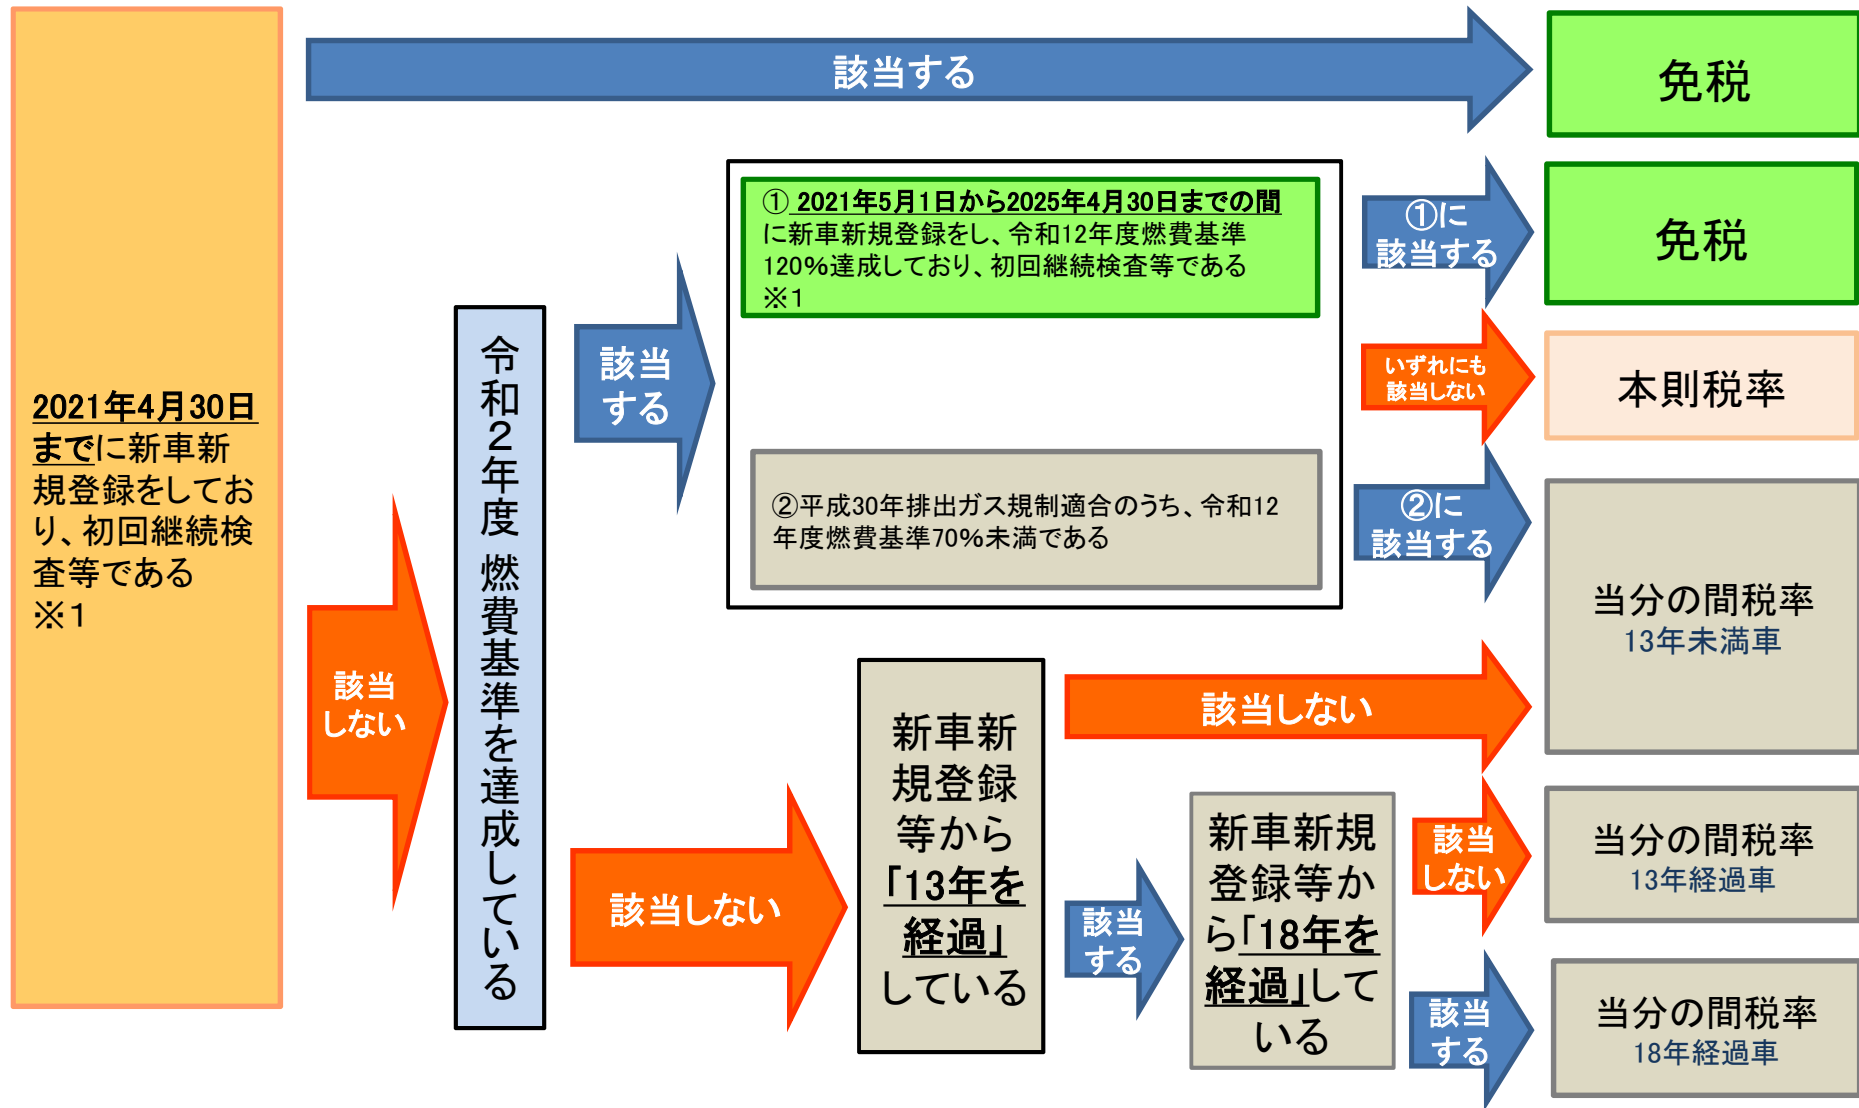 2021年4月30日
までに新車新
規登録をしてお
り、初回継続検
査等である
※1
該当する
免税
該当
しない
令和2年度 燃費基準を達成している
該当
する
① 2021年5月1日から2025年4月30日までの間
に新車新規登録をし、令和12年度燃費基準
120%達成しており、初回継続検査等である
※1
②平成30年排出ガス規制適合のうち、令和12
年度燃費基準70%未満である
①に
該当する
免税
いずれにも
該当しない
本則税率
②に
該当する
当分の間税率
13年未満車
該当しない
新車新
規登録
等から
「13年を
経過」
している
該当しない
該当
する
新車新規
登録等か
ら「18年を
経過」して
いる
該当
しない
当分の間税率
13年経過車
該当
する
当分の間税率
18年経過車